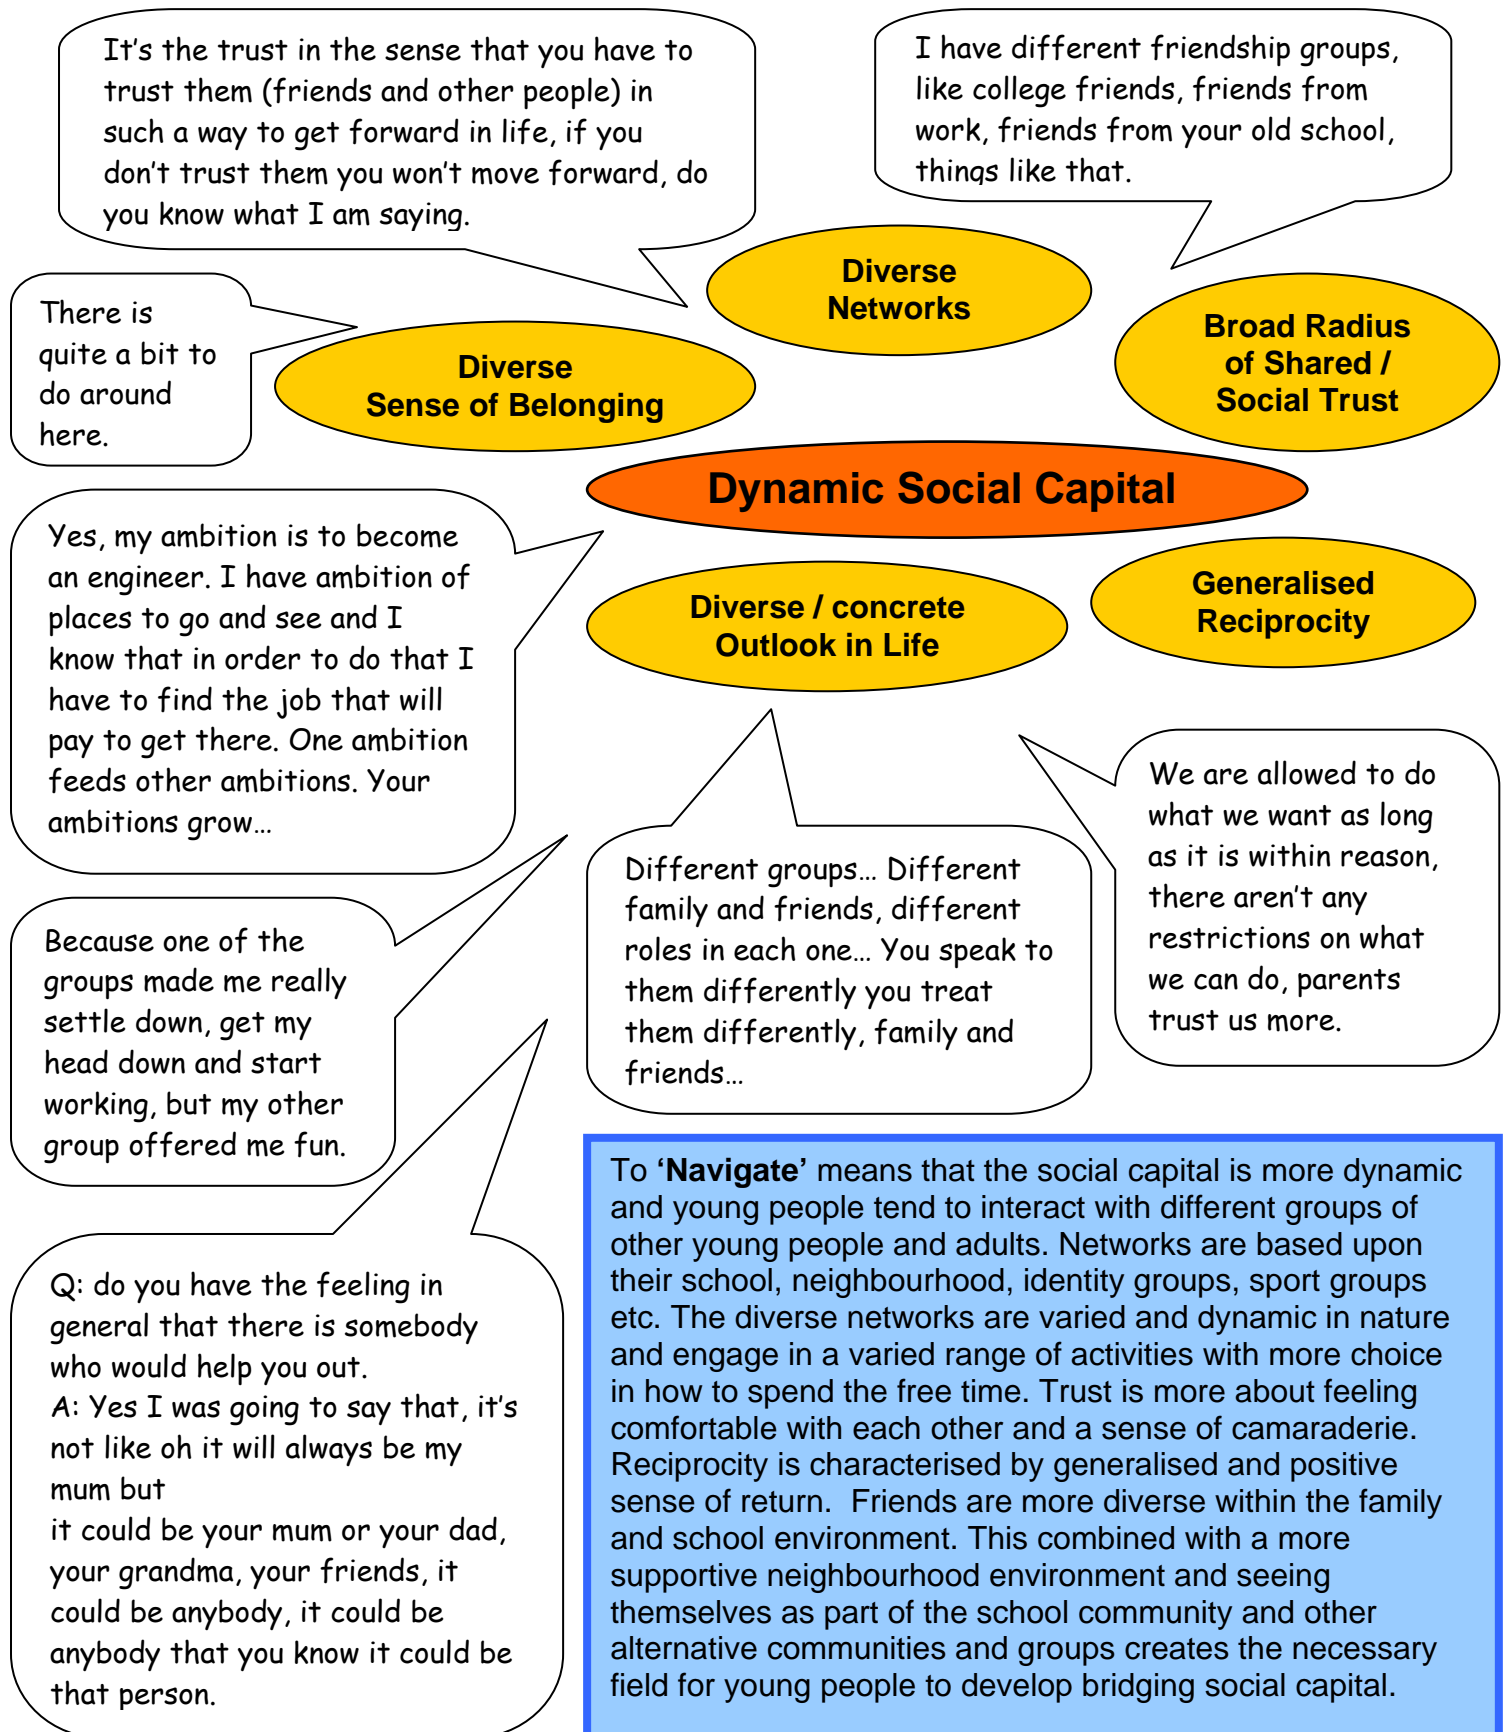 It's the trust in the sense that you have to
trust them (friends and other people) in
such a way to get forward in life, if you
don't trust them you won't move forward, do
you know what I am saying.
I have different friendship groups,
like college friends, friends from
work, friends from your old school,
things like that.
Diverse
Networks
There is
quite a bit to
do around
here.
Diverse
Sense of Belonging
Broad Radius
of Shared /
Social Trust
Dynamic Social Capital
Yes, my ambition is to become
an engineer. I have ambition of
places to go and see and I
know that in order to do that I
have to find the job that will
pay to get there. One ambition
feeds other ambitions. Your
ambitions grow…
Diverse / concrete
Outlook in Life
Generalised
Reciprocity
We are allowed to do
what we want as long
as it is within reason,
there aren't any
restrictions on what
we can do, parents
trust us more.
Different groups… Different
family and friends, different
roles in each one… You speak to
them differently you treat
them differently, family and
friends…
Because one of the
groups made me really
settle down, get my
head down and start
working, but my other
group offered me fun.
Q: do you have the feeling in
general that there is somebody
who would help you out.
A: Yes I was going to say that, it's
not like oh it will always be my
mum but
it could be your mum or your dad,
your grandma, your friends, it
could be anybody, it could be
anybody that you know it could be
that person.
To ‘Navigate’ means that the social capital is more dynamic
and young people tend to interact with different groups of
other young people and adults. Networks are based upon
their school, neighbourhood, identity groups, sport groups
etc. The diverse networks are varied and dynamic in nature
and engage in a varied range of activities with more choice
in how to spend the free time. Trust is more about feeling
comfortable with each other and a sense of camaraderie.
Reciprocity is characterised by generalised and positive
sense of return.  Friends are more diverse within the family
and school environment. This combined with a more
supportive neighbourhood environment and seeing
themselves as part of the school community and other
alternative communities and groups creates the necessary
field for young people to develop bridging social capital.